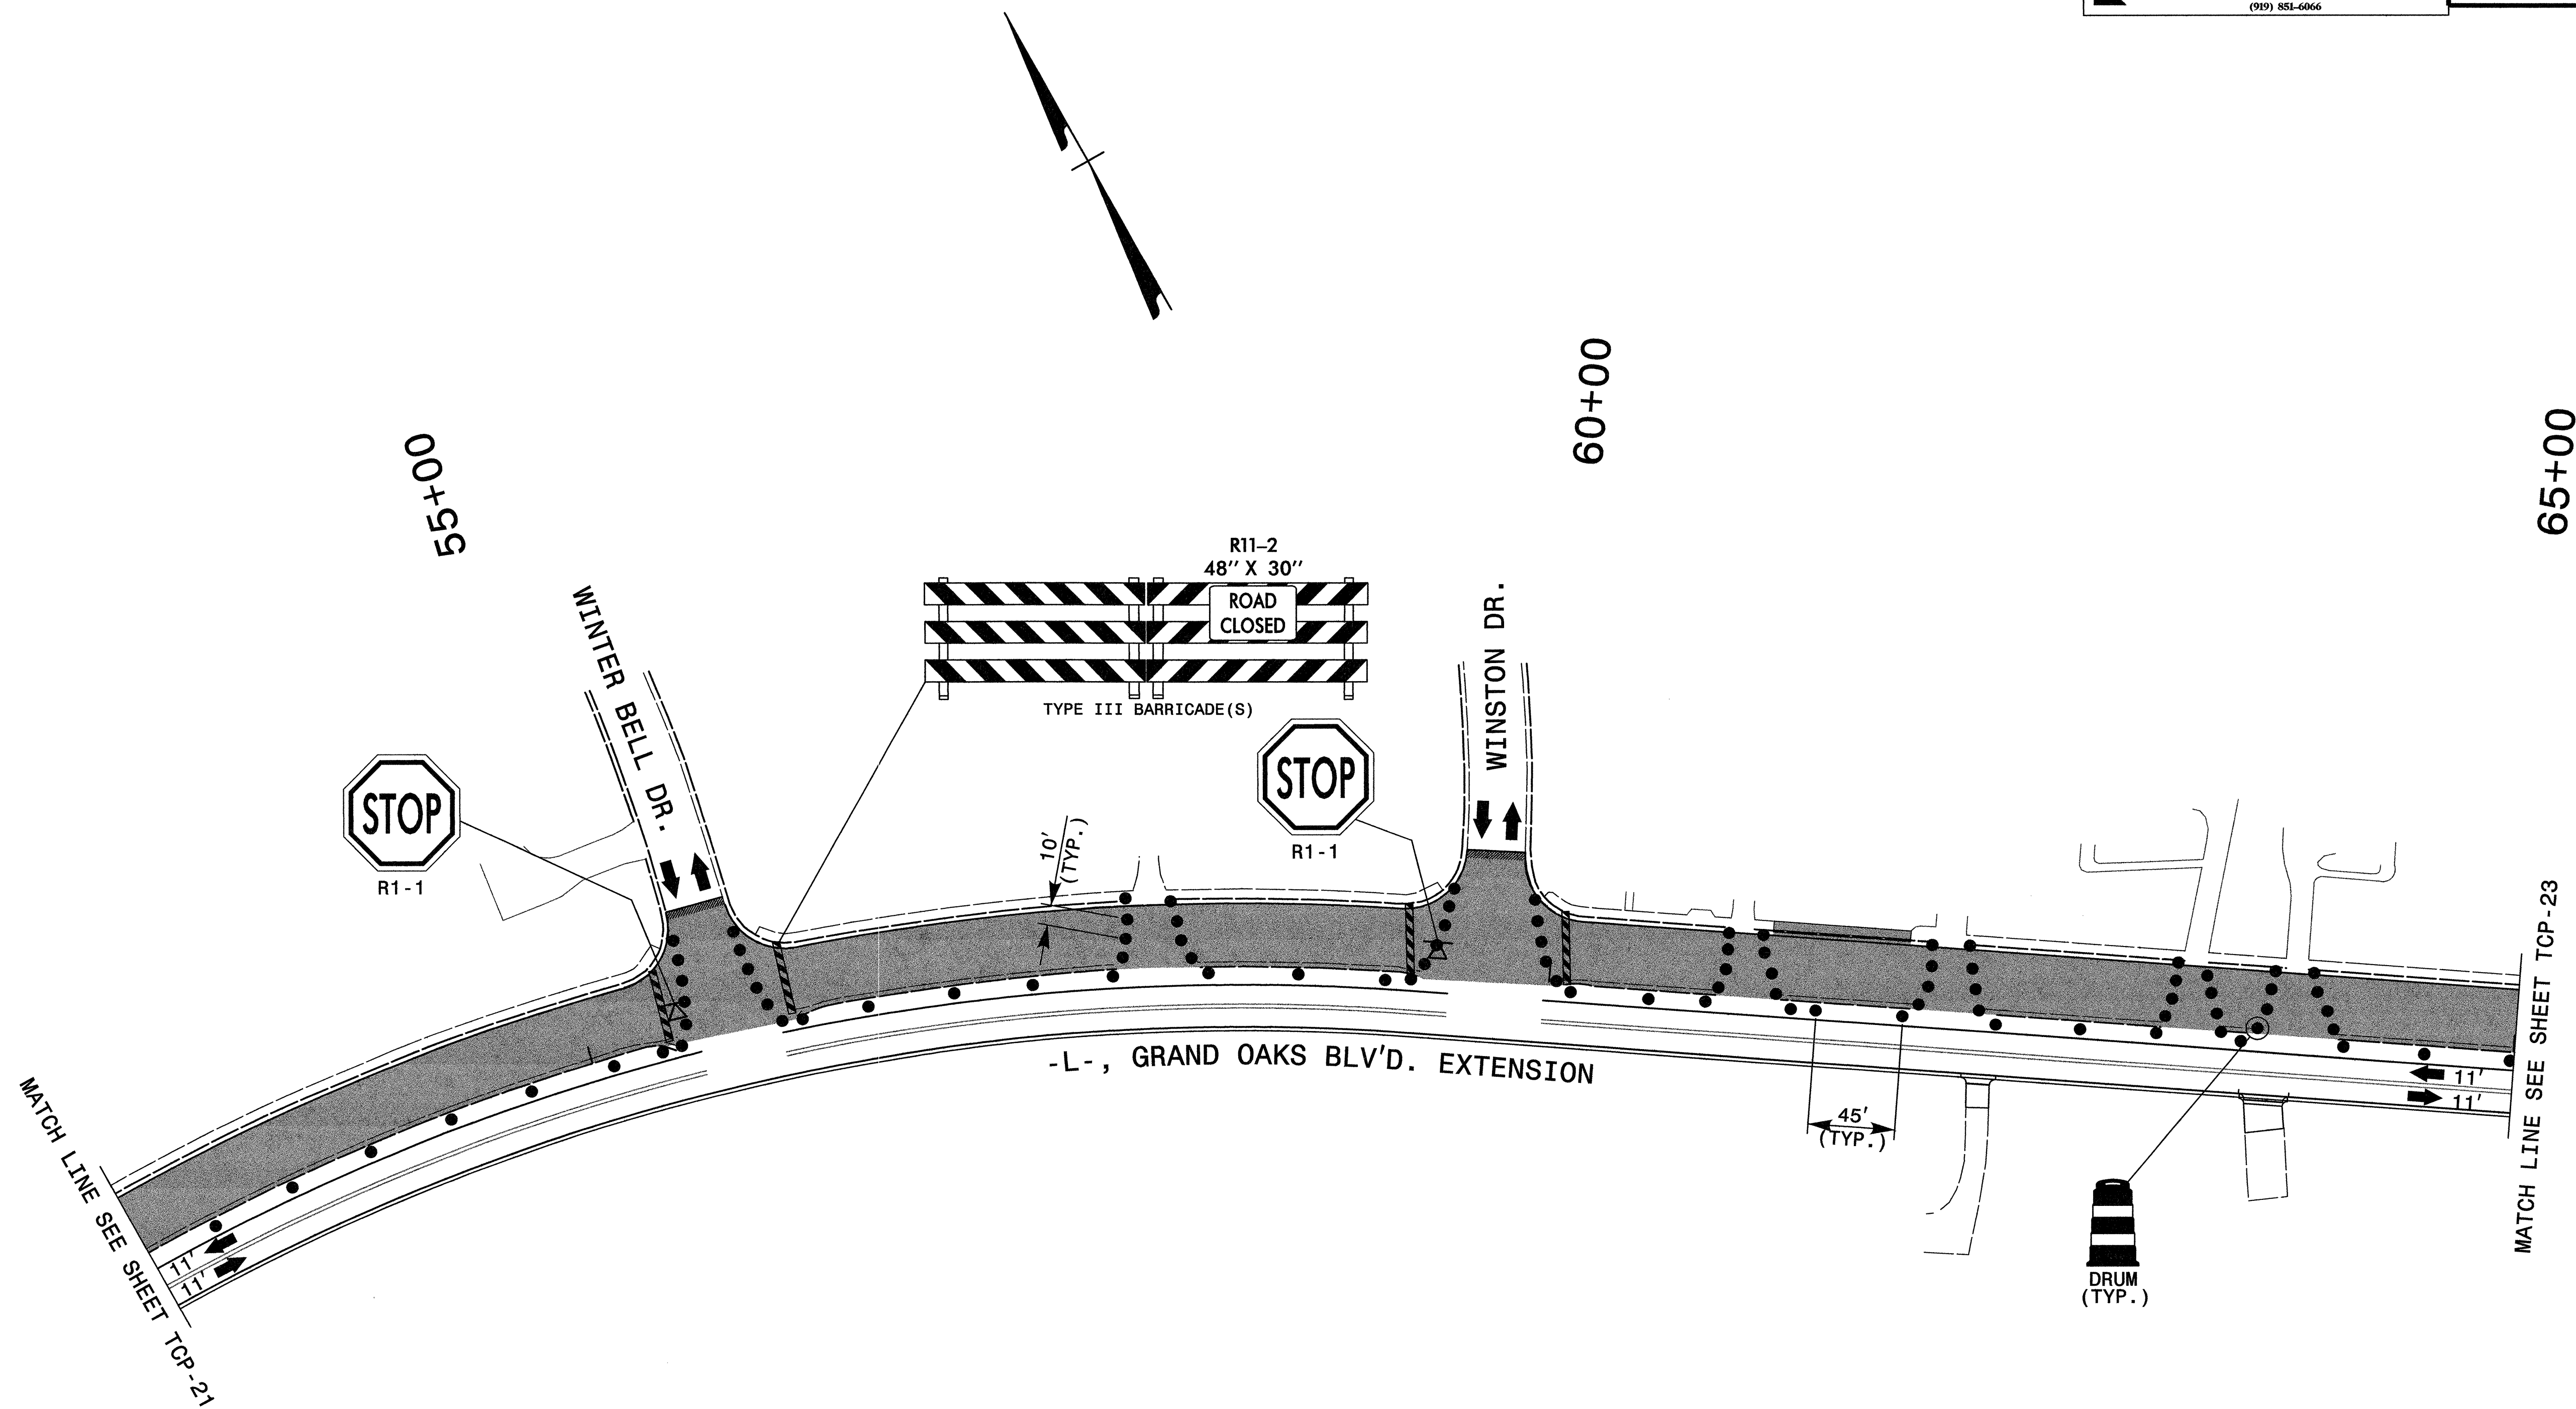 (919) 851–6066
60+00
65+00
55+00
R11–2
48" X 30"
ROAD
CLOSED
TYPE III BARRICADE(S)
WINTER BELL DR.
WINSTON DR.
STOP
R1-1
STOP
R1-1
10'
(TYP.)
-L-, GRAND OAKS BLV'D. EXTENSION
45'
(TYP.)
11'
11'
11'
11'
DRUM
(TYP.)
MATCH LINE SEE SHEET TCP-21
MATCH LINE SEE SHEET TCP-23